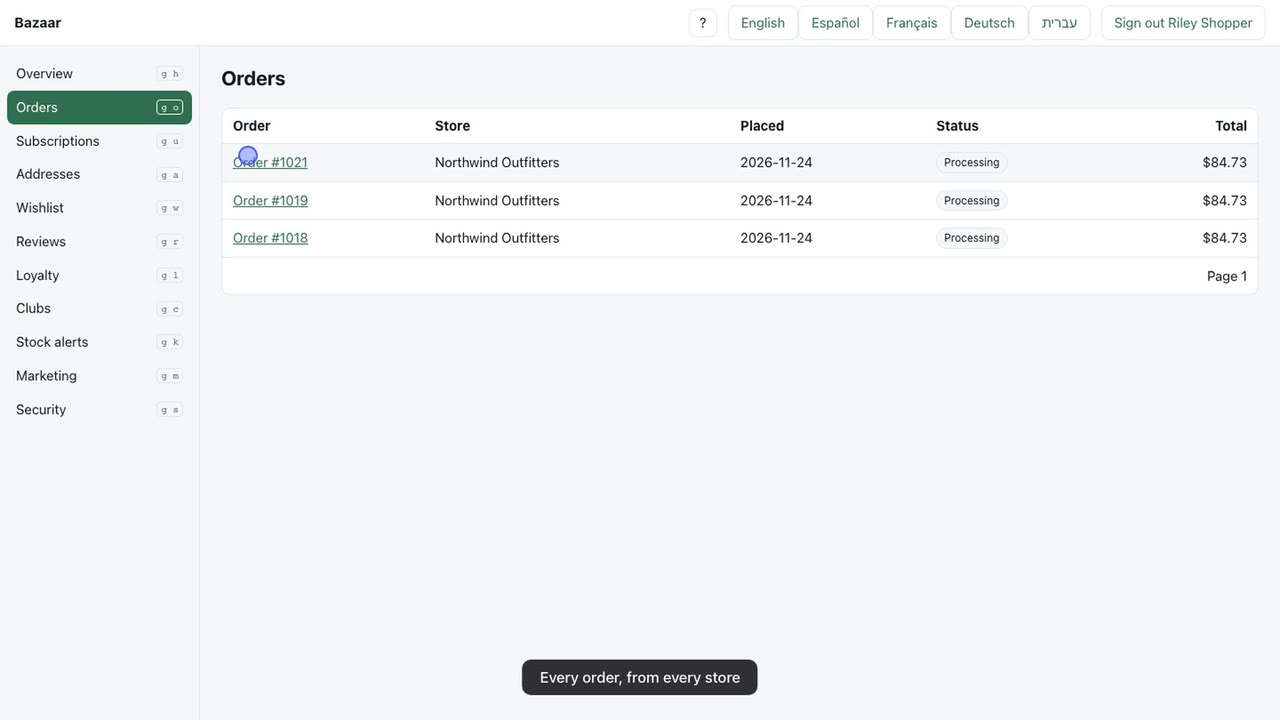 Bazaar
? English Español Français Deutsch עברית Sign out Riley Shopper
Overview g h
Orders g o
Subscriptions g u
Addresses g a
Wishlist g w
Reviews g r
Loyalty g l
Clubs g c
Stock alerts g k
Marketing g m
Security g s
Orders
Order Store Placed Status Total
Order #1021 Northwind Outfitters 2026-11-24 Processing $84.73
Order #1019 Northwind Outfitters 2026-11-24 Processing $84.73
Order #1018 Northwind Outfitters 2026-11-24 Processing $84.73
Page 1
Every order, from every store